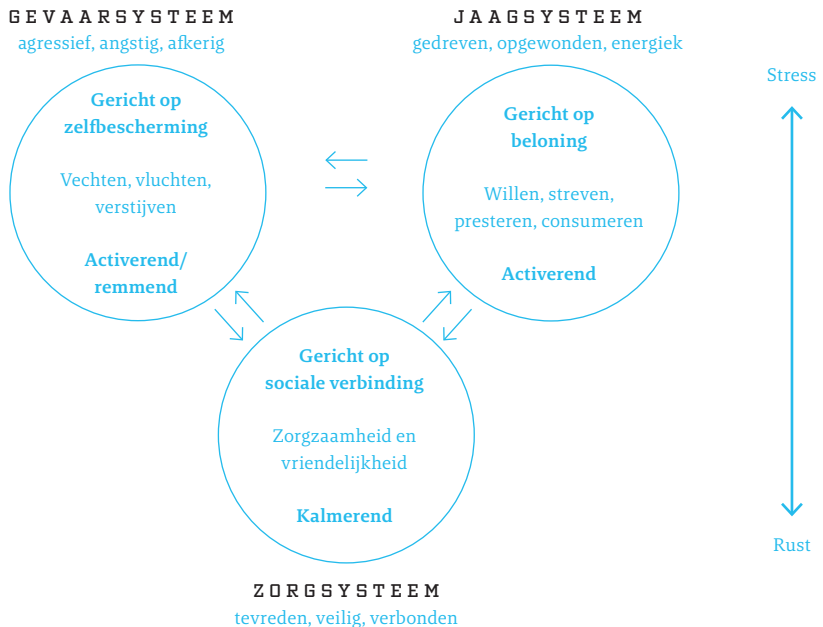 GEVAARSYSTEEM
agressief, angstig, afkerig
Gericht op
zelfbescherming
Vechten, vluchten,
verstijven
Activerend/
remmend
JAAGSYSTEEM
gedreven, opgewonden, energiek
Gericht op
beloning
Willen, streven,
presteren, consumeren
Activerend
Gericht op
sociale verbinding
Zorgzaamheid en
vriendelijkheid
Kalmerend
ZORGSYSTEEM
tevreden, veilig, verbonden
Stress
Rust